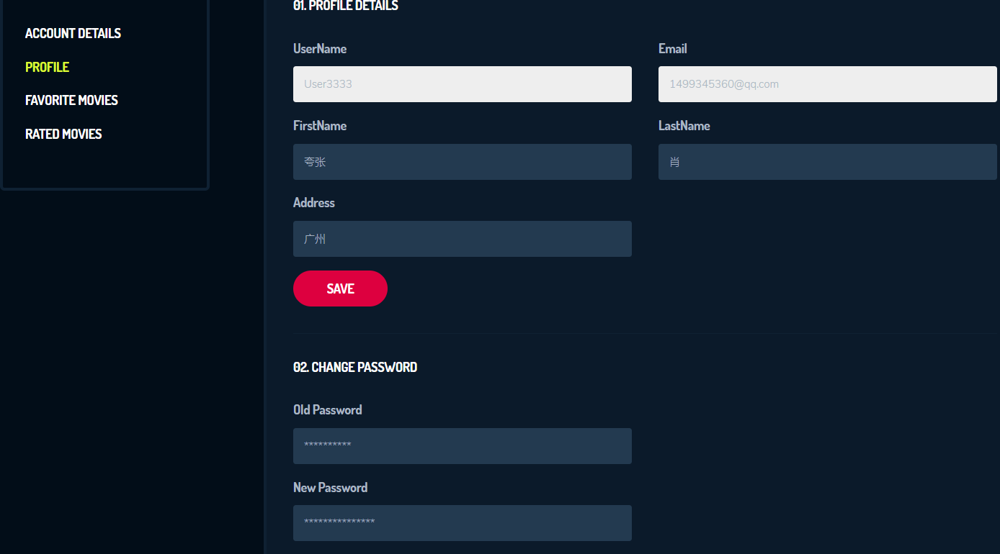 ACCOUNT DETAILS
PROFILE
FAVORITE MOVIES
RATED MOVIES
01. PROFILE DETAILS
UserName
Email
User3333
1499345360@qq.com
FirstName
LastName
夸张
肖
Address
广州
SAVE
02. CHANGE PASSWORD
Old Password
**********
New Password
***************